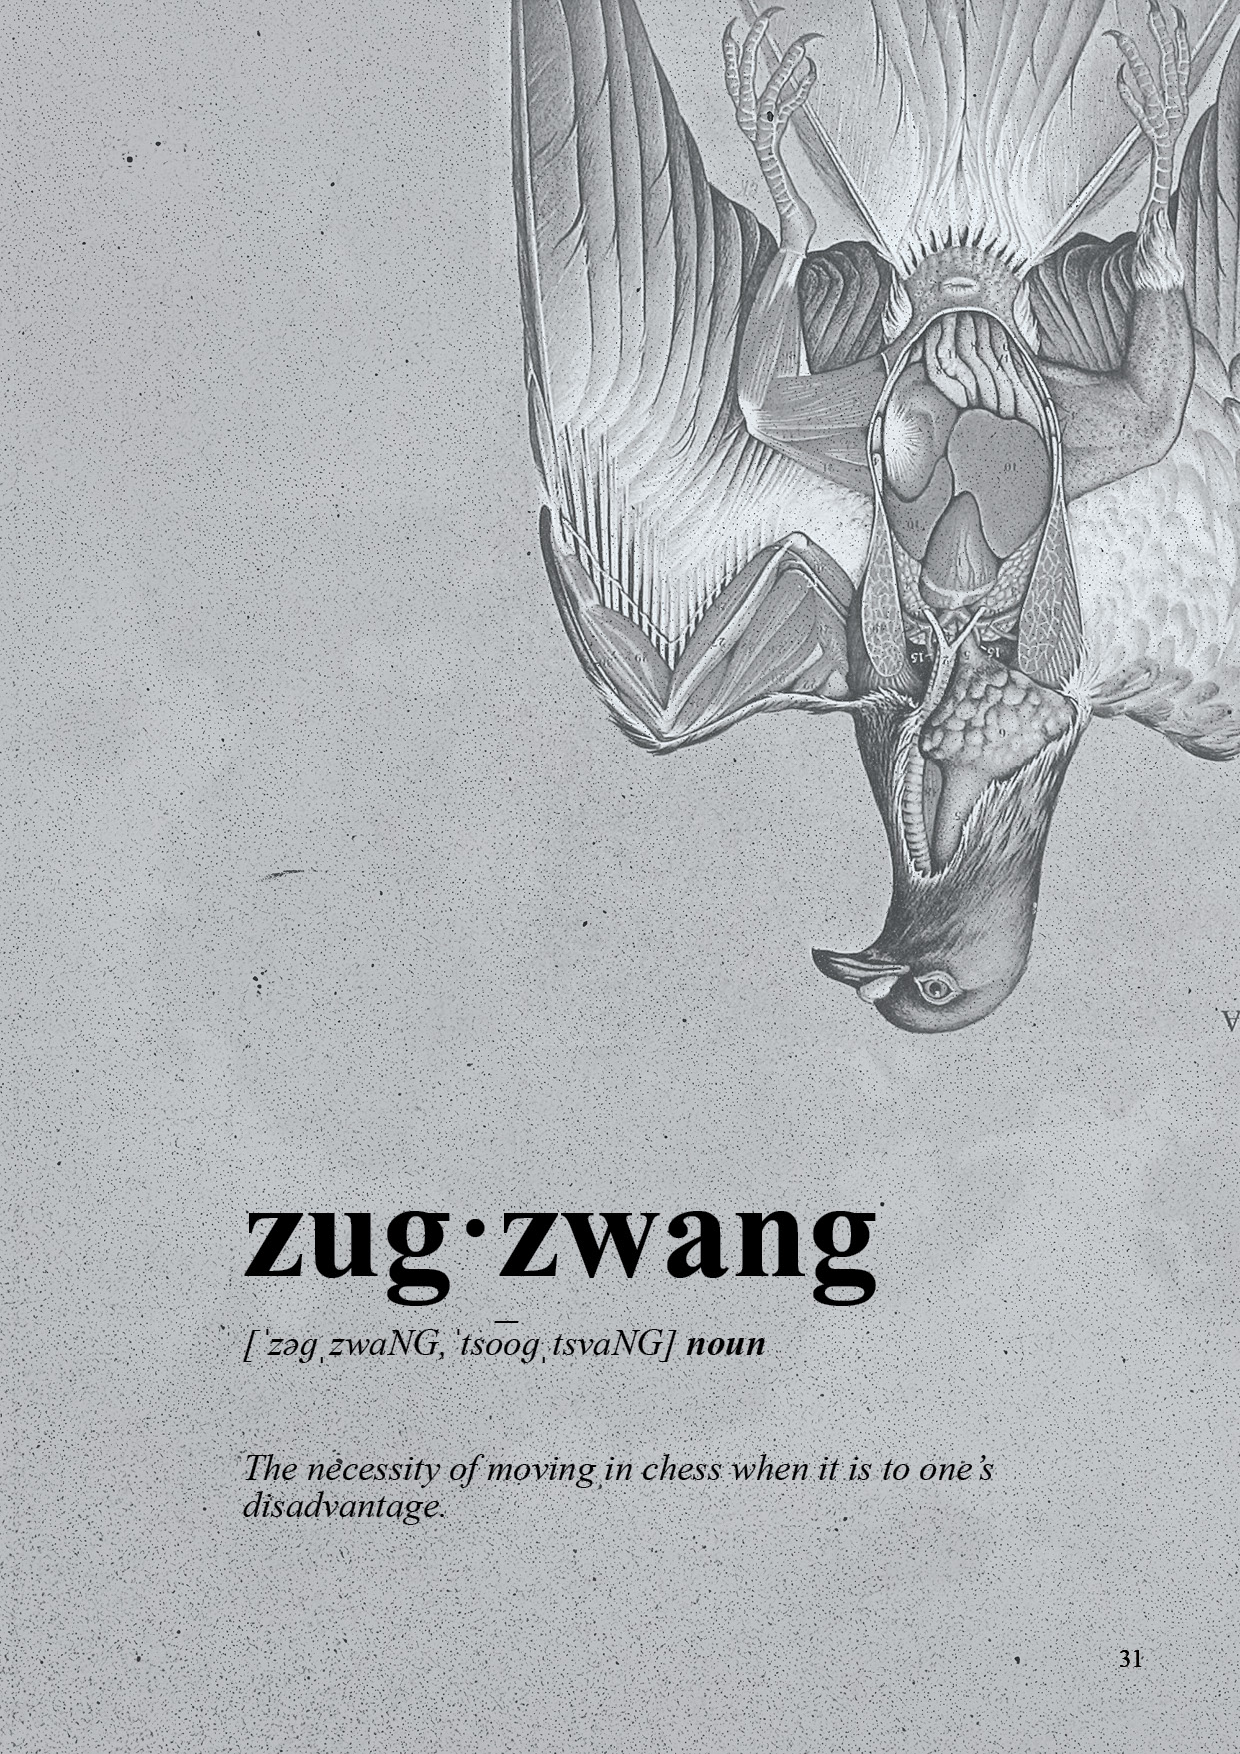 zug·zwang
[ˈzəɡˌzwaNG, ˈtso͞oɡˌtsvaNG] noun
The necessity of moving in chess when it is to one’s
disadvantage.
31